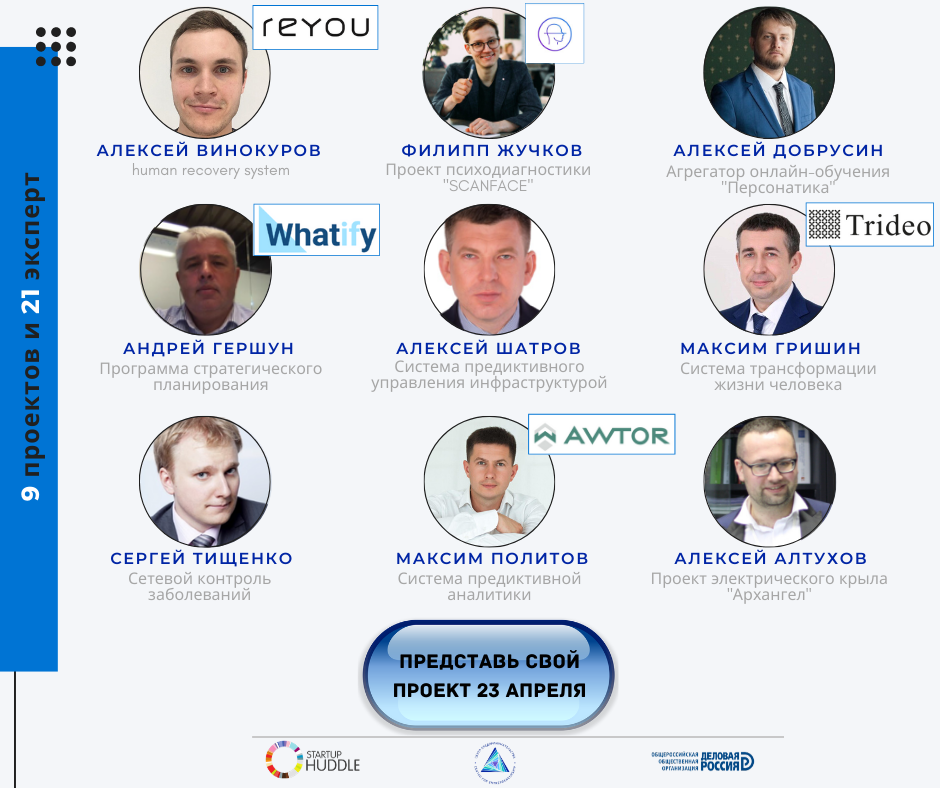 9 проектов и 21 эксперт
reyou
АЛЕКСЕЙ ВИНОКУРОВ
human recovery system
ФИЛИПП ЖУЧКОВ
Проект психодиагностики
"SCANFACE"
АЛЕКСЕЙ ДОБРУСИН
Агрегатор онлайн-обучения
"Персонатика"
Whatify
АНДРЕЙ ГЕРШУН
Программа стратегического
планирования
АЛЕКСЕЙ ШАТРОВ
Система предиктивного
управления инфраструктурой
Trideo
МАКСИМ ГРИШИН
Система трансформации
жизни человека
СЕРГЕЙ ТИЩЕНКО
Сетевой контроль
заболеваний
AWTOR
МАКСИМ ПОЛИТОВ
Система предиктивной
аналитики
АЛЕКСЕЙ АЛТУХОВ
Проект электрического крыла
"Архангел"
ПРЕДСТАВЬ СВОЙ
ПРОЕКТ 23 АПРЕЛЯ
STARTUP
HUDDLE
ОБЩЕРОССИЙСКАЯ
ОБЩЕСТВЕННАЯ
ОРГАНИЗАЦИЯ
ДЕЛОВАЯ
РОССИЯ